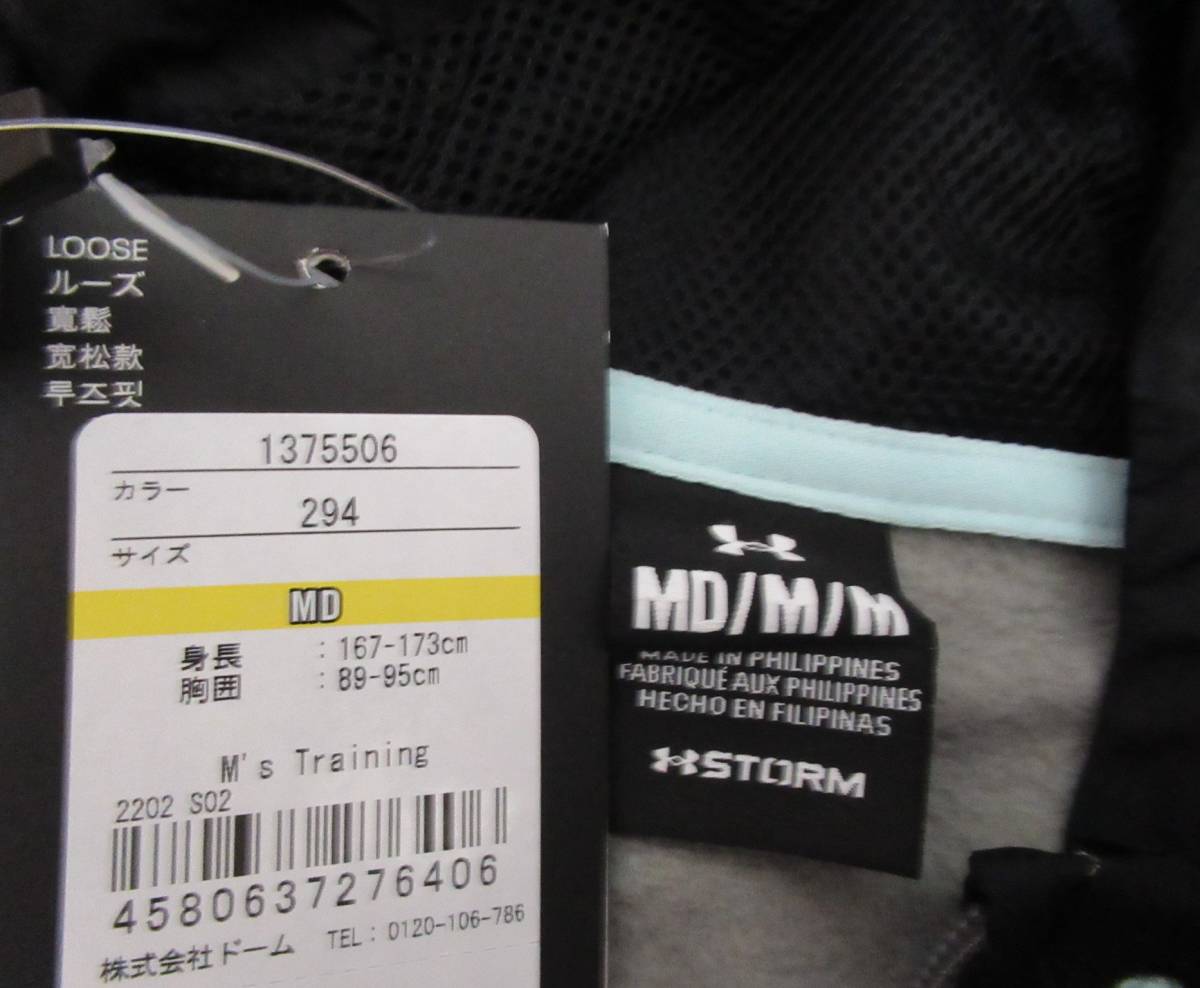 LOOSE
ルーズ
寬鬆
宽松款
루즈핏
1375506
カラー
294
サイズ
MD
身長 : 167-173cm
胸囲 : 89-95cm
M's Training
2202 S02
4580637276406
株式会社ドーム TEL: 0120-106-786
MD/M/M
MADE IN PHILIPPINES
FABRIQUÉ AUX PHILIPPINES
HECHO EN FILIPINAS
STORM